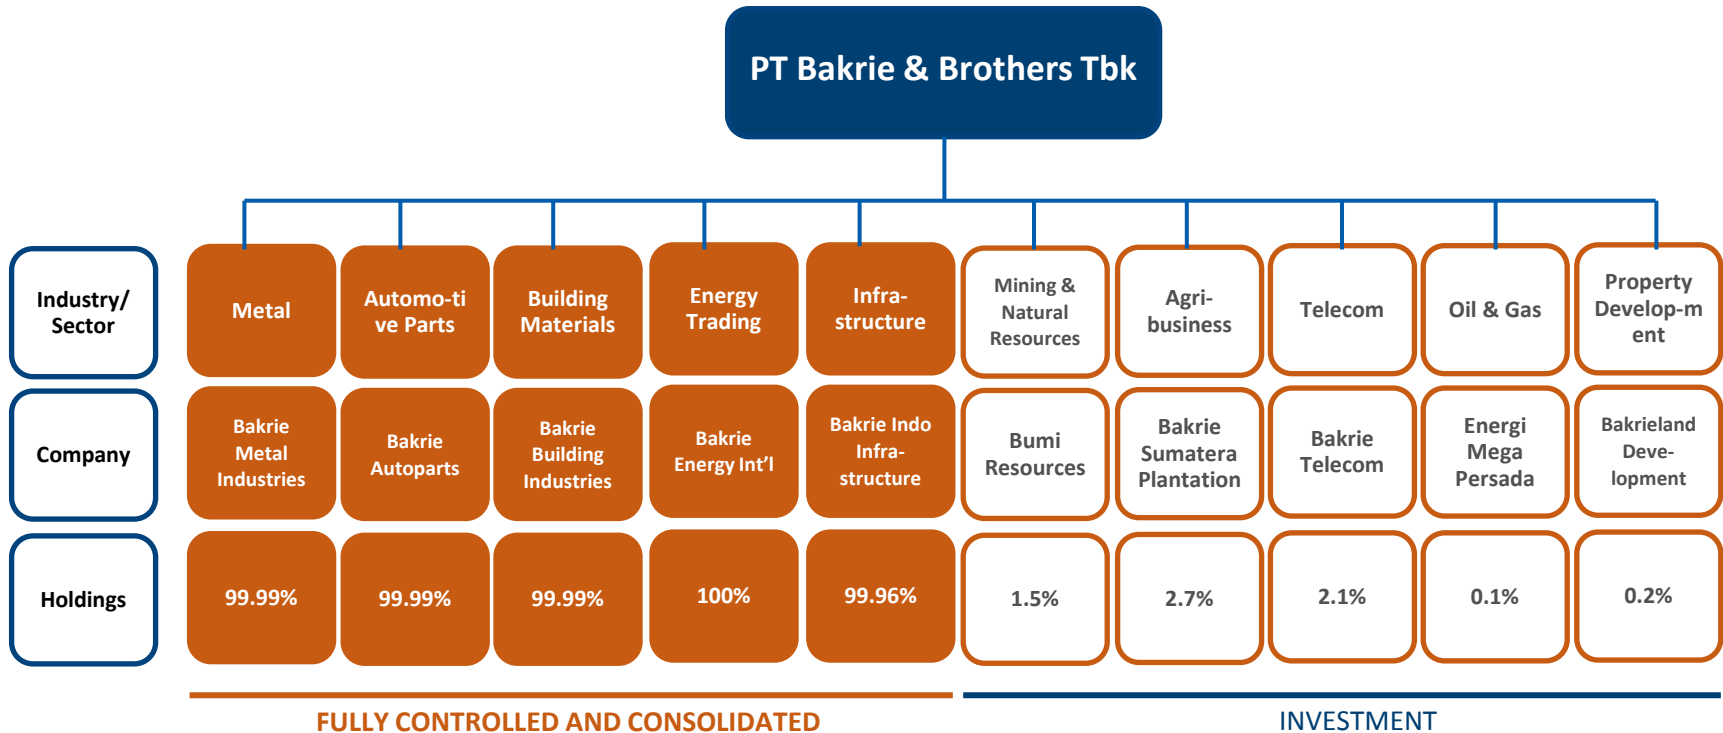 PT Bakrie & Brothers Tbk
Industry/
Sector
Metal
Automo-ti
ve Parts
Building
Materials
Energy
Trading
Infra-
structure
Mining &
Natural
Resources
Agri-
business
Telecom
Oil & Gas
Property
Develop-m
ent
Company
Bakrie
Metal
Industries
Bakrie
Autoparts
Bakrie
Building
Industries
Bakrie
Energy Int'l
Bakrie Indo
Infra-
structure
Bumi
Resources
Bakrie
Sumatera
Plantation
Bakrie
Telecom
Energi
Mega
Persada
Bakrieland
Deve-
lopment
Holdings
99.99%
99.99%
99.99%
100%
99.96%
1.5%
2.7%
2.1%
0.1%
0.2%
FULLY CONTROLLED AND CONSOLIDATED
INVESTMENT